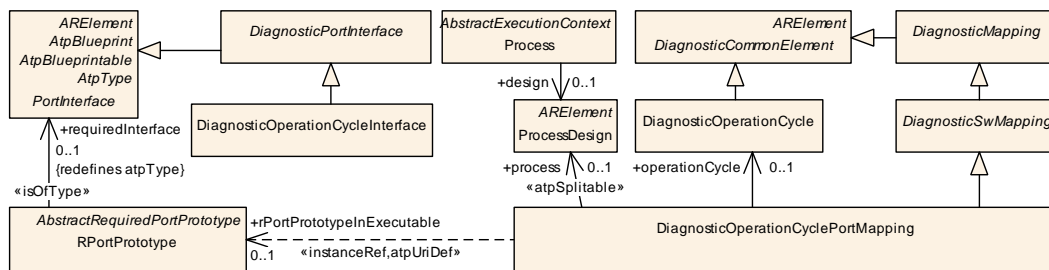 ARElement
AtpBlueprint
AtpBlueprintable
AtpType
PortInterface
DiagnosticPortInterface
AbstractExecutionContext
Process
ARElement
DiagnosticCommonElement
DiagnosticMapping
+design
0..1
DiagnosticOperationCycleInterface
ARElement
ProcessDesign
DiagnosticOperationCycle
DiagnosticSwMapping
+requiredInterface
0..1
{redefines atpType}
«isOfType»
+process
0..1
«atpSplitable»
+operationCycle
0..1
AbstractRequiredPortPrototype
RPortPrototype
+rPortPrototypeInExecutable
0..1
«instanceRef,atpUriDef»
DiagnosticOperationCyclePortMapping